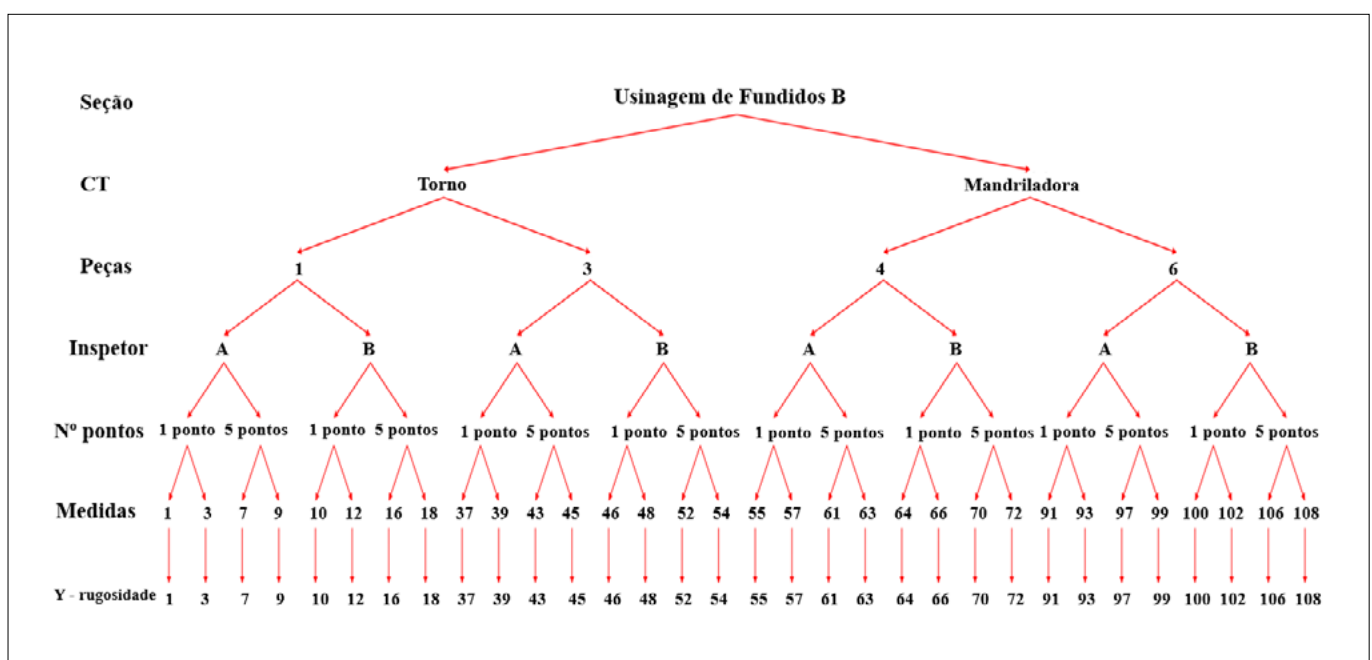 Seção Usinagem de Fundidos B
CT Torno Mandriladora
Peças 1 3 4 6
Inspetor A B A B A B A B
Nº pontos 1 ponto 5 pontos 1 ponto 5 pontos 1 ponto 5 pontos 1 ponto 5 pontos 1 ponto 5 pontos 1 ponto 5 pontos 1 ponto 5 pontos 1 ponto 5 pontos
Medidas 1 3 7 9 10 12 16 18 37 39 43 45 46 48 52 54 55 57 61 63 64 66 70 72 91 93 97 99 100 102 106 108
Y - rugosidade 1 3 7 9 10 12 16 18 37 39 43 45 46 48 52 54 55 57 61 63 64 66 70 72 91 93 97 99 100 102 106 108